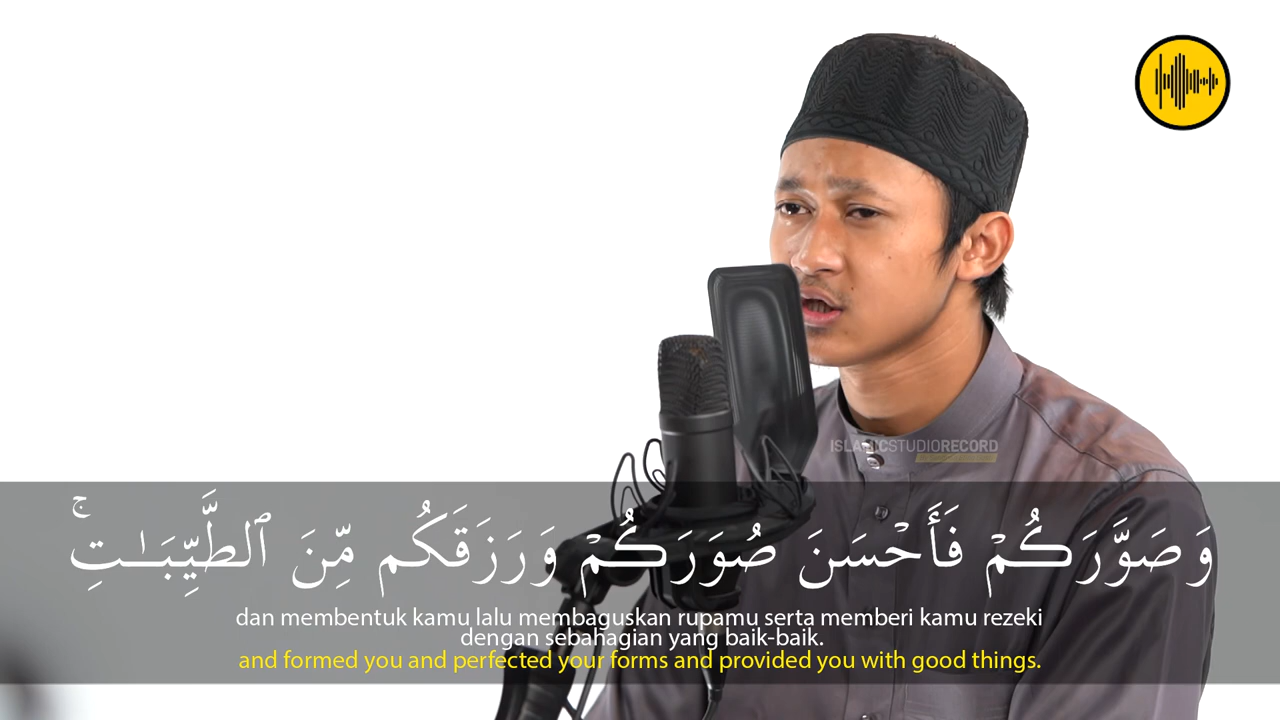 ISLAMICSTUDIORECORD
وَصَوَّرَكُمْ فَأَحْسَنَ صُوَرَكُمْ وَرَزَقَكُم مِّنَ ٱلطَّيِّبَـٰتِ ۚ
dan membentuk kamu lalu membaguskan rupamu serta memberi kamu rezeki
dengan sebahagian yang baik-baik.
and formed you and perfected your forms and provided you with good things.